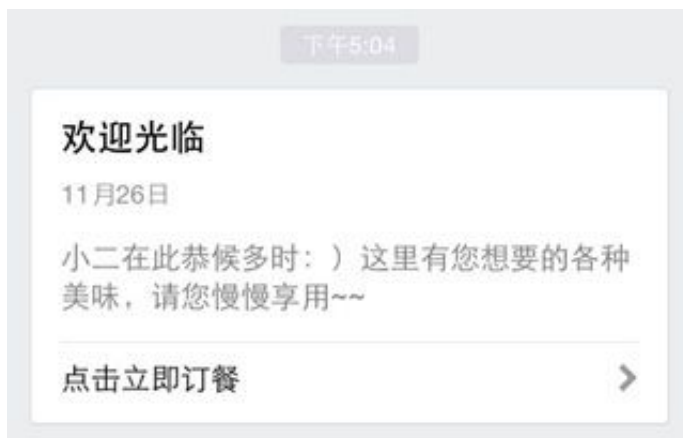 下午5:04
欢迎光临
11月26日
小二在此恭候多时：）这里有您想要的各种
美味，请您慢慢享用~~
点击立即订餐